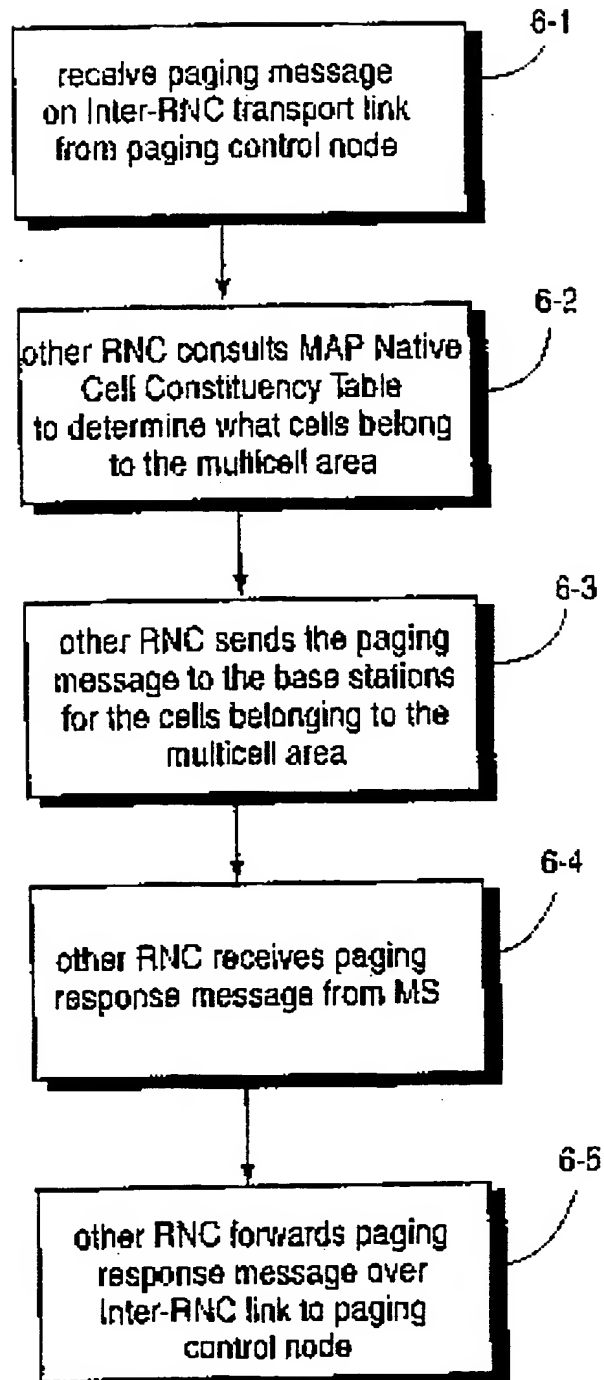 6-1
receive paging message
on Inter-RNC transport link
from paging control node
6-2
other RNC consults MAP Native
Cell Constituency Table
to determine what cells belong
to the multicell area
6-3
other RNC sends the paging
message to the base stations
for the cells belonging to the
multicell area
6-4
other RNC receives paging
response message from MS
6-5
other RNC forwards paging
response message over
Inter-RNC link to paging
control node